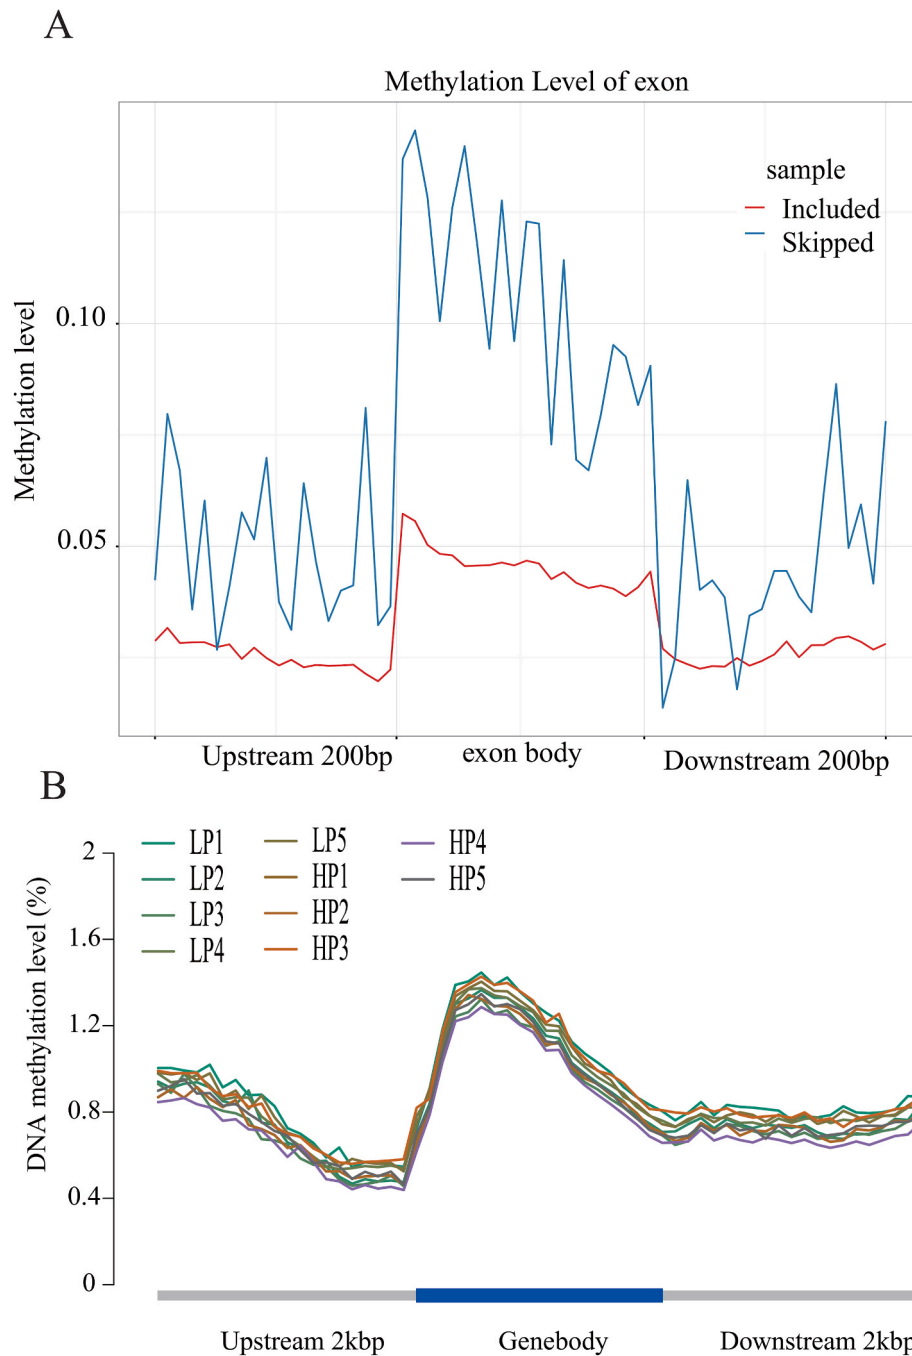 A
Methylation Level of exon
sample
Included
Skipped
Methylation level
0.10
0.05
Upstream 200bp
exon body
Downstream 200bp
B
LP1
LP2
LP3
LP4
LP5
HP1
HP2
HP3
HP4
HP5
DNA methylation level (%)
2
1.6
1.2
0.8
0.4
0
Upstream 2kbp
Genebody
Downstream 2kbp